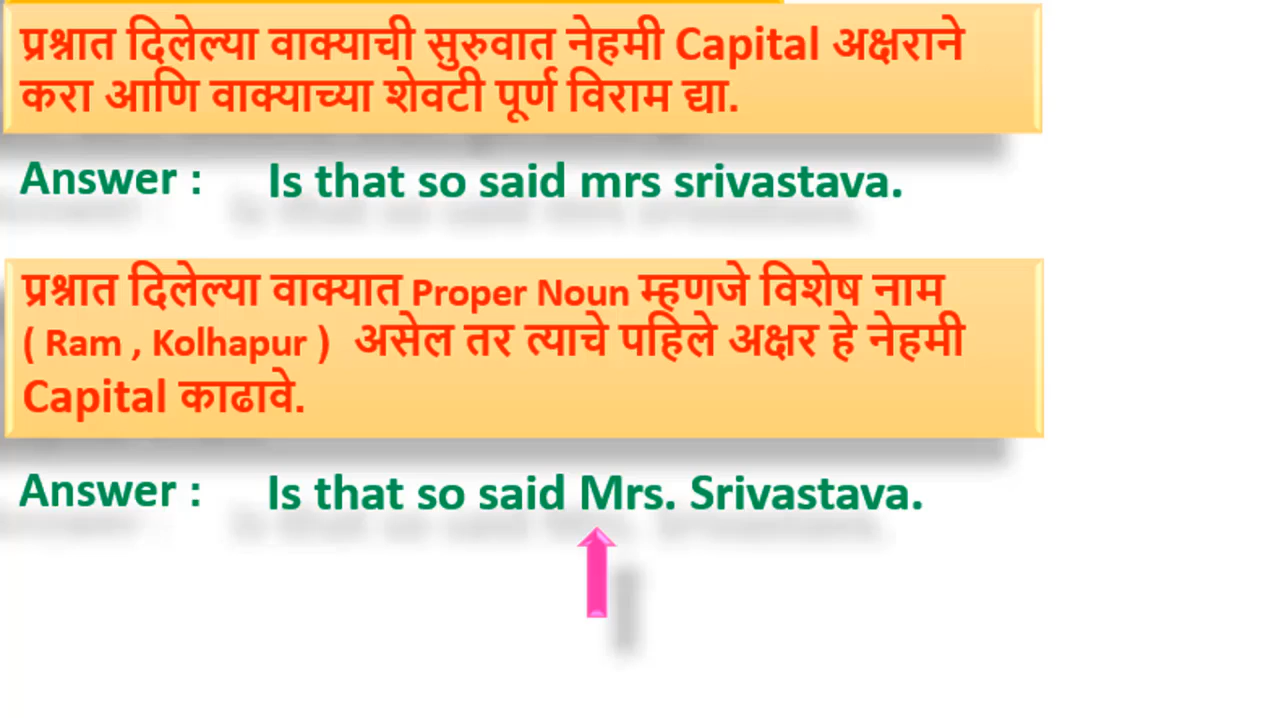 प्रश्नात दिलेल्या वाक्याची सुरुवात नेहमी Capital अक्षराने
करा आणि वाक्याच्या शेवटी पूर्ण विराम द्या.
Answer : Is that so said mrs srivastava.
प्रश्नात दिलेल्या वाक्यात Proper Noun म्हणजे विशेष नाम
( Ram , Kolhapur ) असेल तर त्याचे पहिले अक्षर हे नेहमी
Capital काढावे.
Answer : Is that so said Mrs. Srivastava.